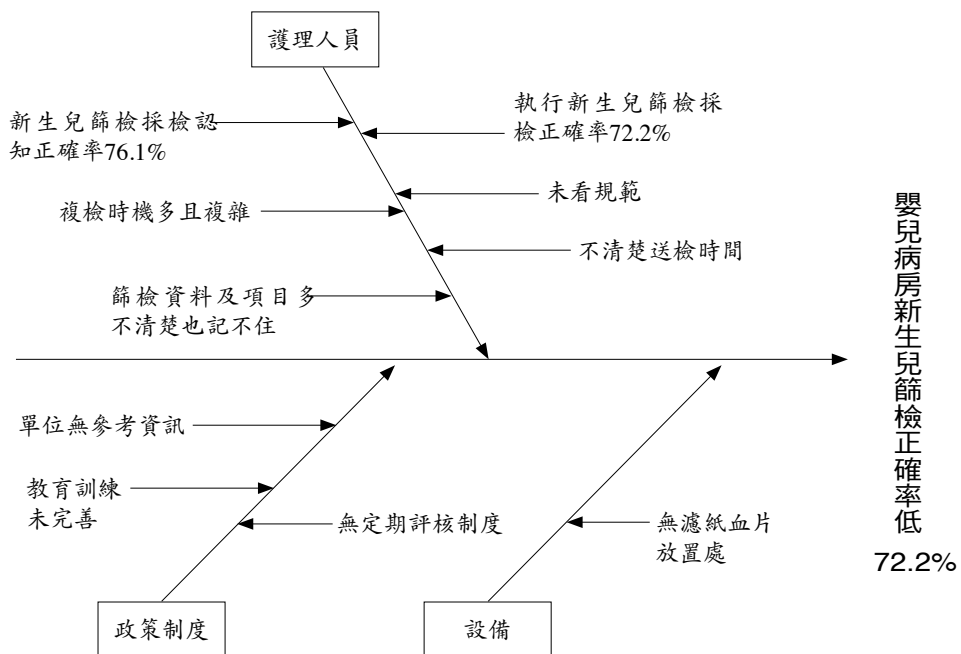 護理人員
新生兒篩檢採檢認
知正確率76.1%
執行新生兒篩檢採
檢正確率72.2%
未看規範
複檢時機多且複雜
不清楚送檢時間
篩檢資料及項目多
不清楚也記不住
嬰兒病房新生兒篩檢正確率低
72.2%
單位無參考資訊
教育訓練
未完善
無定期評核制度
無濾紙血片
放置處
政策制度
設備